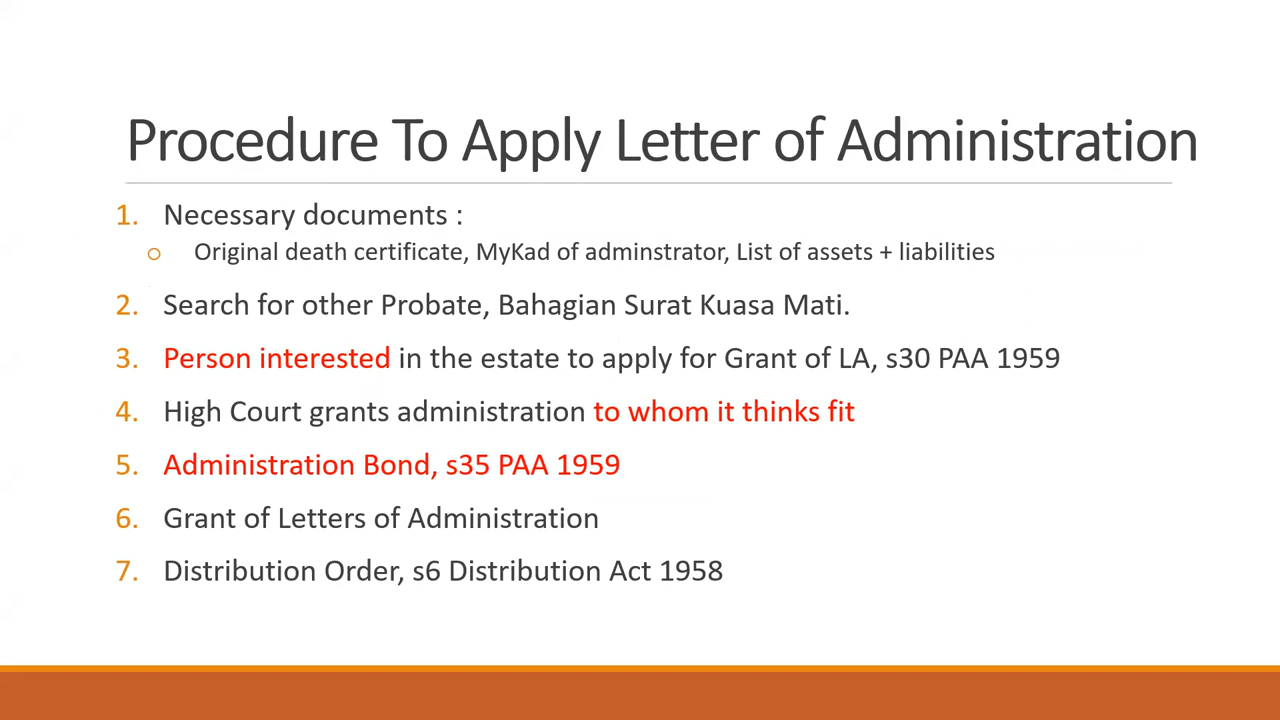 Procedure To Apply Letter of Administration
1. Necessary documents :
o Original death certificate, MyKad of adminstrator, List of assets + liabilities
2. Search for other Probate, Bahagian Surat Kuasa Mati.
3. Person interested in the estate to apply for Grant of LA, s30 PAA 1959
4. High Court grants administration to whom it thinks fit
5. Administration Bond, s35 PAA 1959
6. Grant of Letters of Administration
7. Distribution Order, s6 Distribution Act 1958